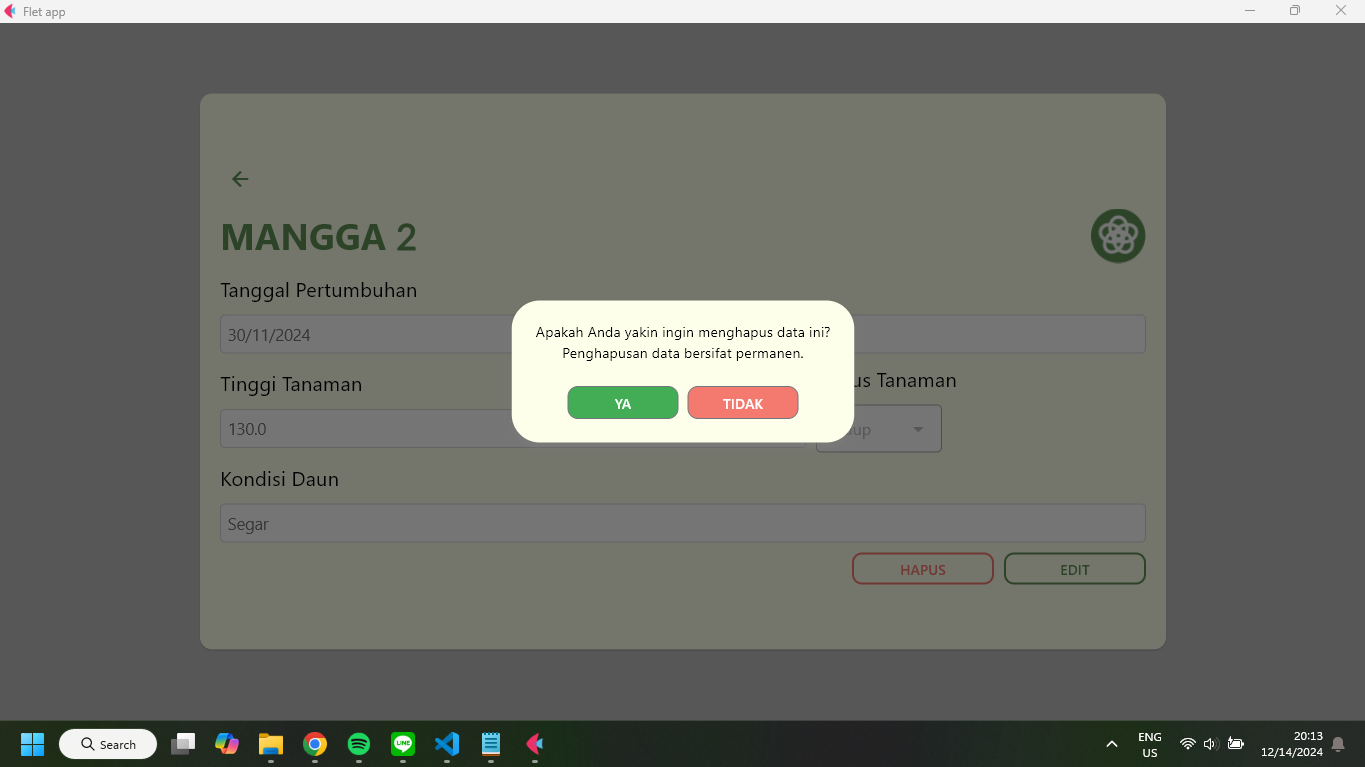 Flet app
MANGGA 2
Tanggal Pertumbuhan
30/11/2024
Apakah Anda yakin ingin menghapus data ini?
Penghapusan data bersifat permanen.
YA
TIDAK
Tinggi Tanaman
us Tanaman
130.0
up
Kondisi Daun
Segar
HAPUS
EDIT
Search
LINE
ENG
US
20:13
12/14/2024